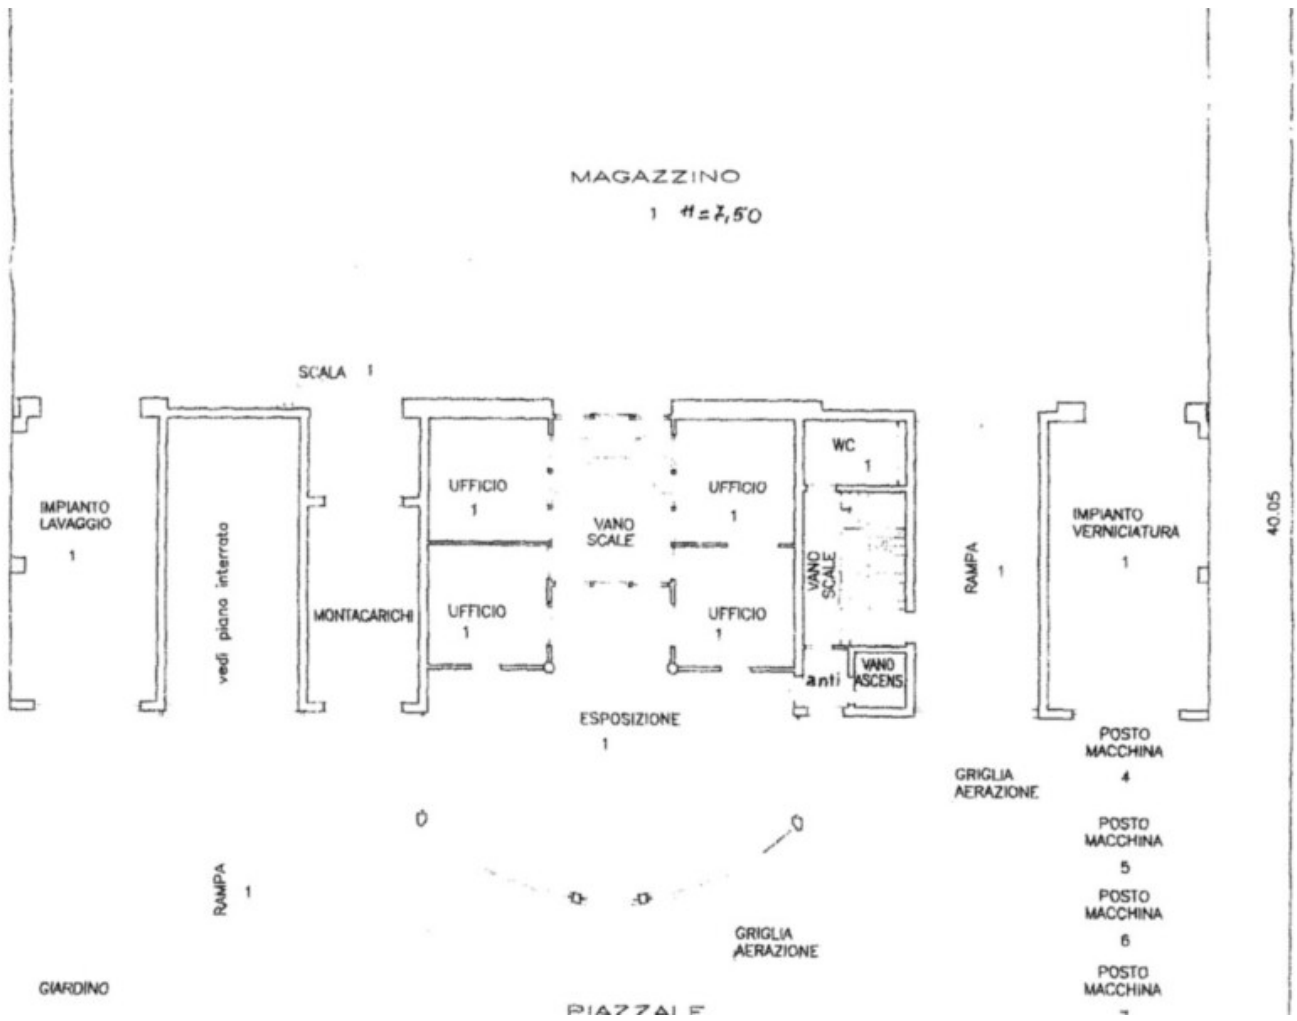 MAGAZZINO
1 H=7,50
SCALA 1
IMPIANTO
LAVAGGIO
1
vedi piano interrato
MONTACARICHI
UFFICIO
1
UFFICIO
1
VANO
SCALE
UFFICIO
1
UFFICIO
1
WC
1
VANO
SCALE
anti
VANO
ASCENS.
RAMPA 1
IMPIANTO
VERNICIATURA
1
40.05
ESPOSIZIONE
1
POSTO
MACCHINA
4
GRIGLIA
AERAZIONE
POSTO
MACCHINA
5
RAMPA 1
POSTO
MACCHINA
6
GRIGLIA
AERAZIONE
POSTO
MACCHINA
GIARDINO
PIAZZALE